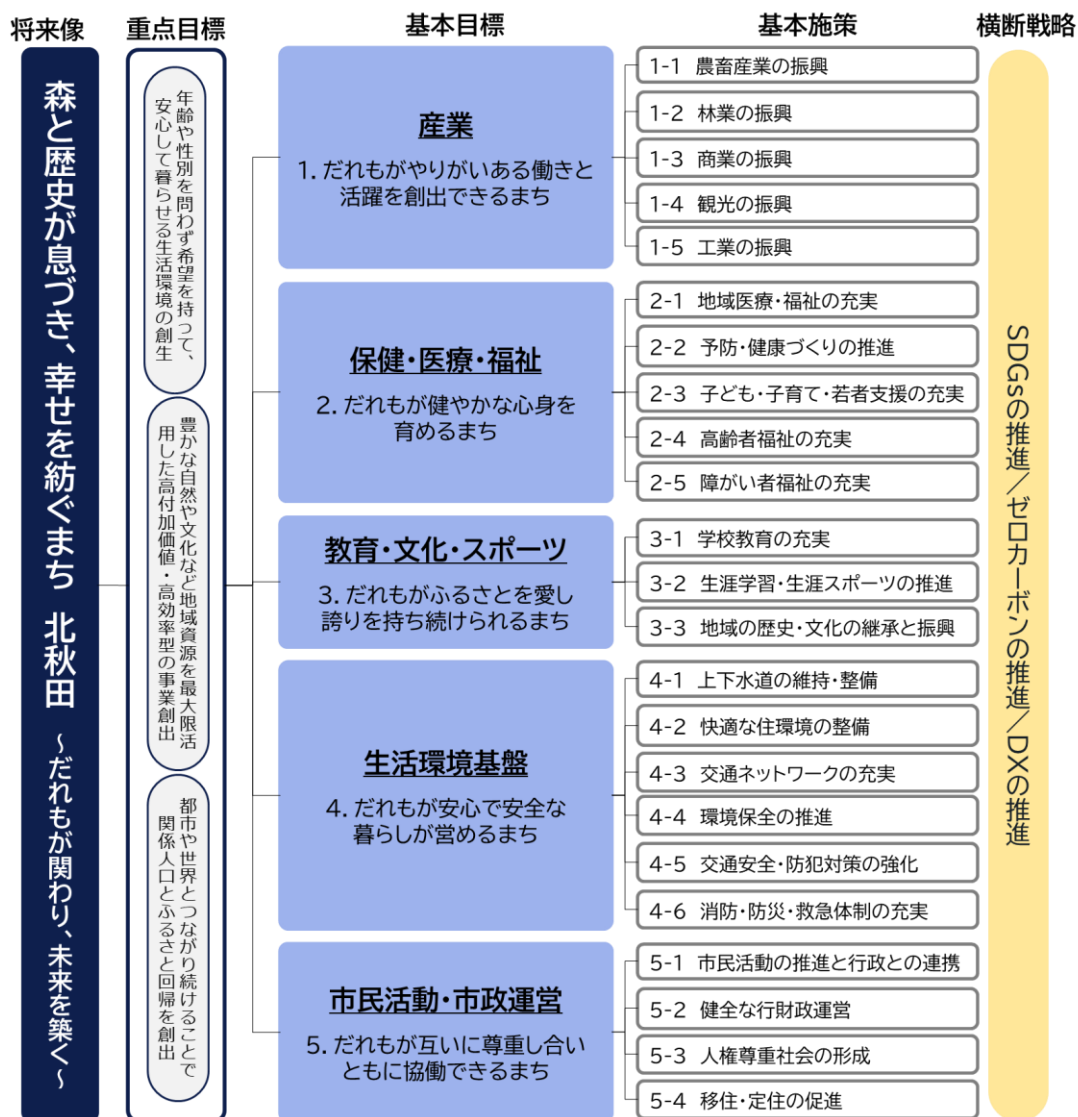 将来像
重点目標
基本目標
基本施策
横断戦略
森と歴史が息づき、幸せを紡ぐまち 北秋田 ～だれもが関わり、未来を築く～
年齢や性別を問わず希望を持って、
安心して暮らせる生活環境の創生
豊かな自然や文化など地域資源を最大限活
用した高付加価値・高効率型の事業創出
都市や世界とつながり続けることで
関係人口とふるさと回帰を創出
産業
1. だれもがやりがいある働きと
活躍を創出できるまち
1-1 農畜産業の振興
1-2 林業の振興
1-3 商業の振興
1-4 観光の振興
1-5 工業の振興
保健・医療・福祉
2. だれもが健やかな心身を
育めるまち
2-1 地域医療・福祉の充実
2-2 予防・健康づくりの推進
2-3 子ども・子育て・若者支援の充実
2-4 高齢者福祉の充実
2-5 障がい者福祉の充実
教育・文化・スポーツ
3. だれもがふるさとを愛し
誇りを持ち続けられるまち
3-1 学校教育の充実
3-2 生涯学習・生涯スポーツの推進
3-3 地域の歴史・文化の継承と振興
生活環境基盤
4. だれもが安心で安全な
暮らしが営めるまち
4-1 上下水道の維持・整備
4-2 快適な住環境の整備
4-3 交通ネットワークの充実
4-4 環境保全の推進
4-5 交通安全・防犯対策の強化
4-6 消防・防災・救急体制の充実
市民活動・市政運営
5. だれもが互いに尊重し合い
ともに協働できるまち
5-1 市民活動の推進と行政との連携
5-2 健全な行財政運営
5-3 人権尊重社会の形成
5-4 移住・定住の促進
SDGsの推進／ゼロカーボンの推進／DXの推進